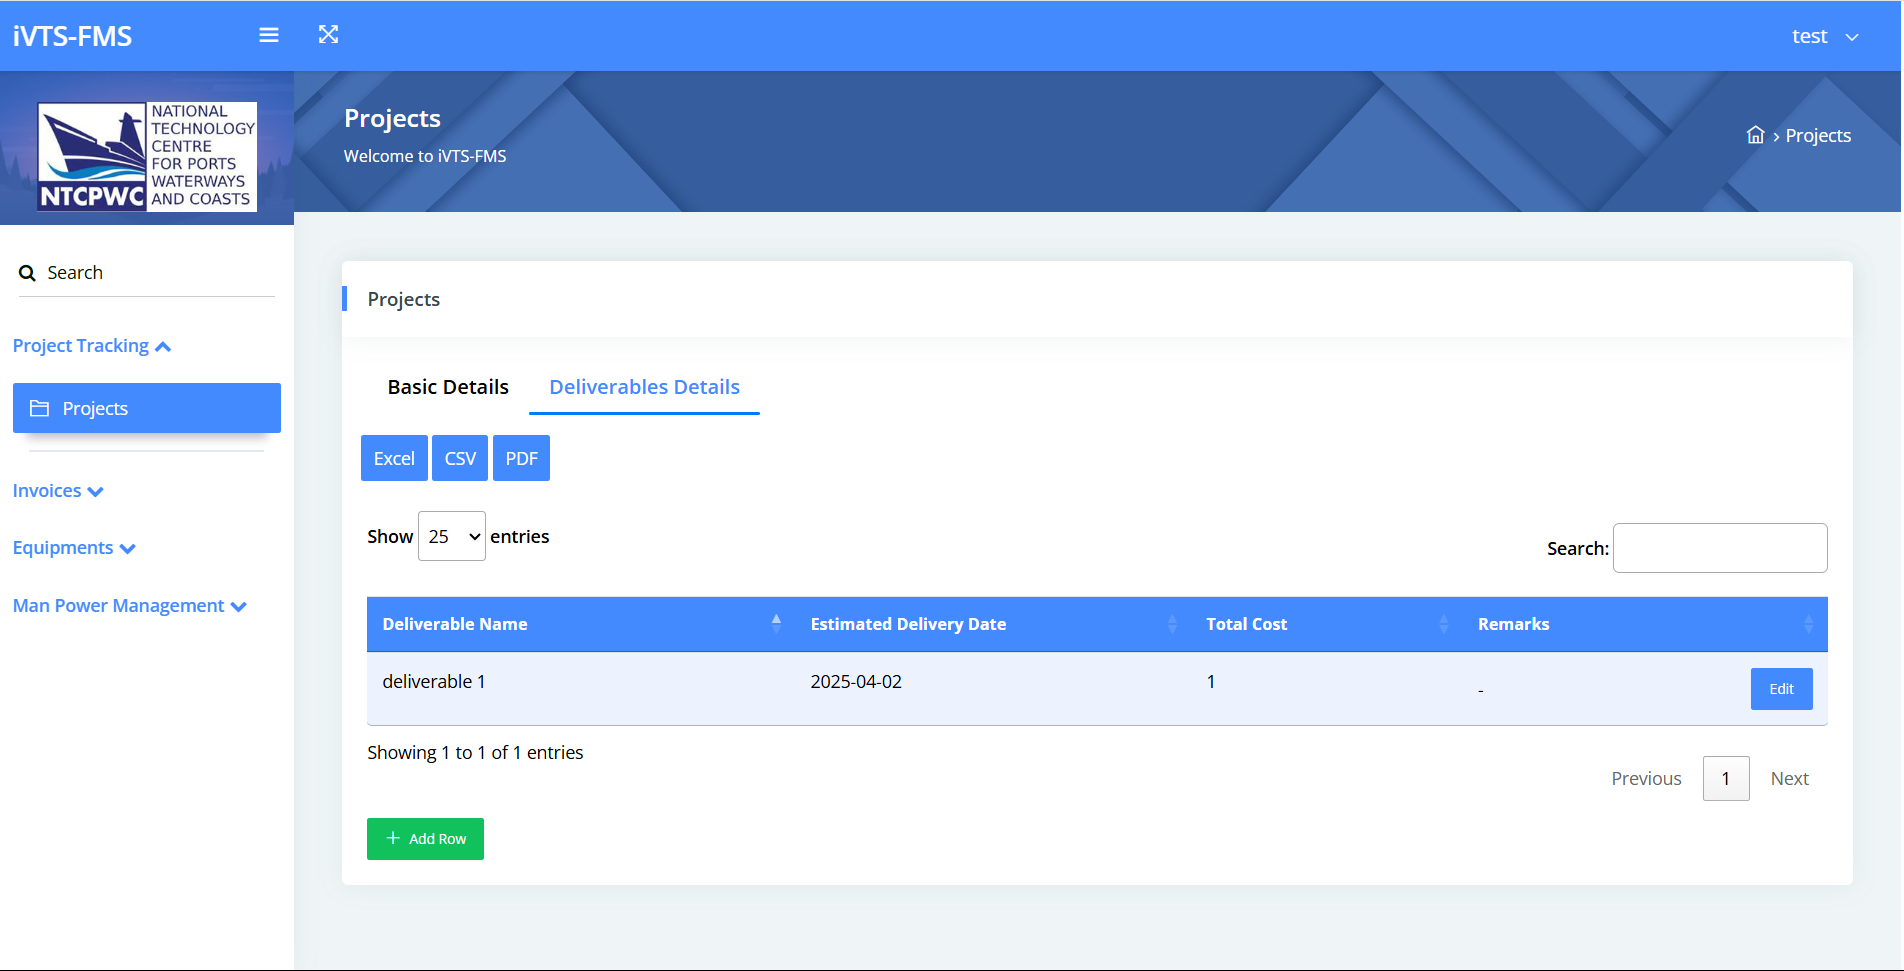 iVTS-FMS
test
NATIONAL
TECHNOLOGY
CENTRE
FOR PORTS
WATERWAYS
AND COASTS
NTCPWC
Projects
Welcome to iVTS-FMS
› Projects
Search
Project Tracking
Projects
Invoices
Equipments
Man Power Management
Projects
Basic Details Deliverables Details
Excel CSV PDF
Show 25 entries
Search:
Deliverable Name Estimated Delivery Date Total Cost Remarks
deliverable 1 2025-04-02 1 - Edit
Showing 1 to 1 of 1 entries
Previous 1 Next
+ Add Row